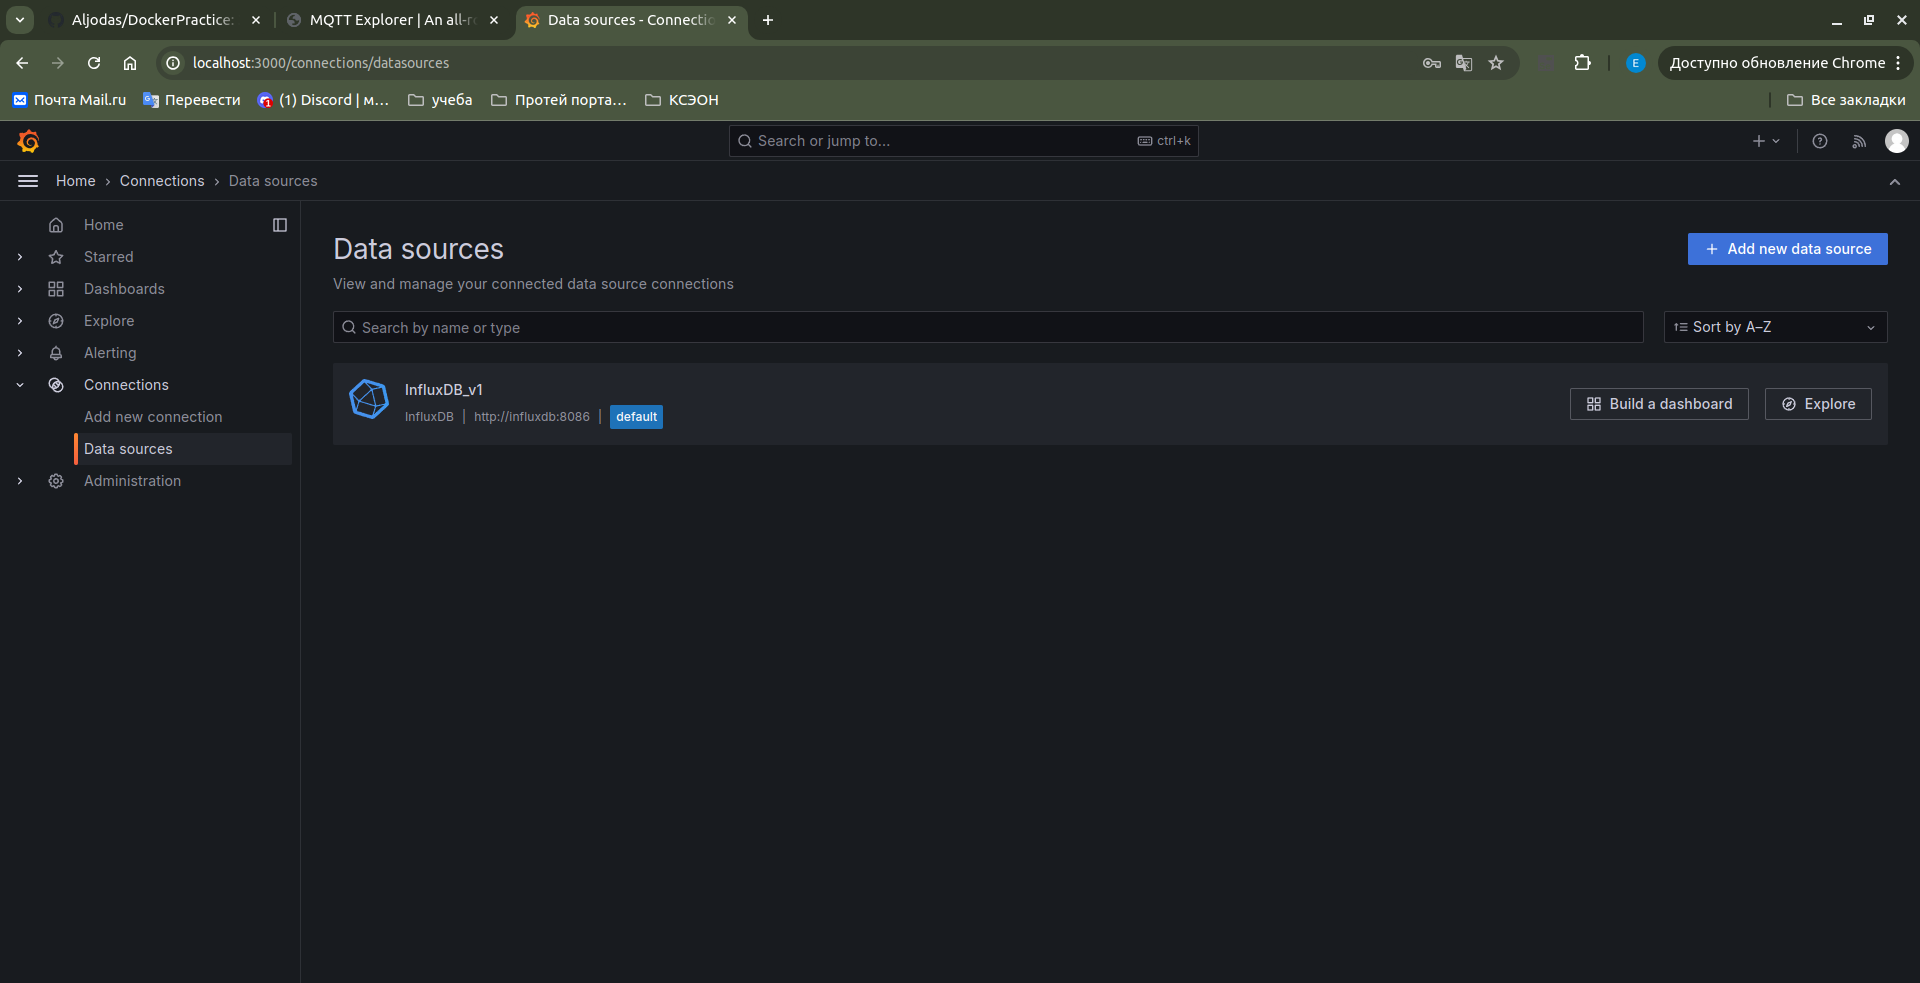 Aljodas/DockerPractice:
MQTT Explorer | An all-r
Data sources - Connectio
localhost:3000/connections/datasources
E
Доступно обновление Chrome
Почта Mail.ru
Перевести
(1) Discord | м...
учеба
Протей порта...
КСЭОН
Все закладки
Search or jump to...
ctrl+k
Home
Connections
Data sources
Home
Starred
Dashboards
Explore
Alerting
Connections
Add new connection
Data sources
Administration
Data sources
Add new data source
View and manage your connected data source connections
Search by name or type
Sort by A–Z
InfluxDB_v1
InfluxDB | http://influxdb:8086 | default
Build a dashboard
Explore